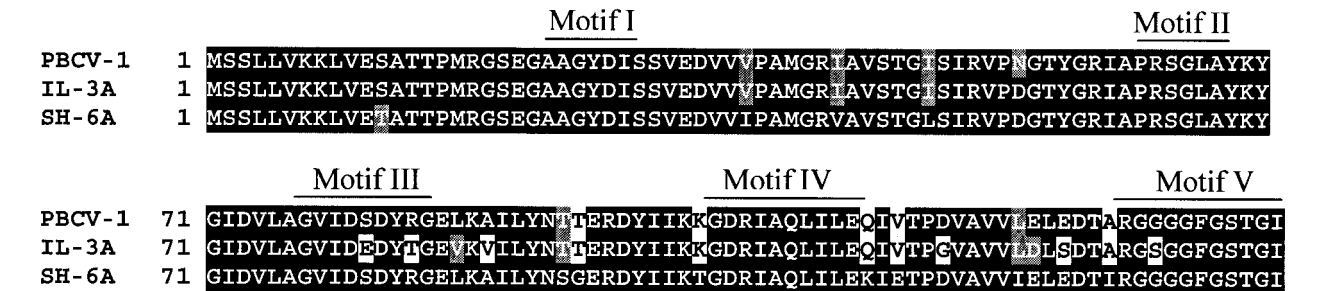 Motif I Motif II
PBCV-1 1 MSSLLVKKLVESATTPMRGSEGAAGYDISSVEDVVVPAMGRIAVSTGISIRVPNGTYGRIAPRSGLAYKY
IL-3A 1 MSSLLVKKLVESATTPMRGSEGAAGYDISSVEDVVVPAMGRIAVSTGISIRVPDGTYGRIAPRSGLAYKY
SH-6A 1 MSSLLVKKLVETATTPMRGSEGAAGYDISSVEDVVIPAMGRVAVSTGLSIRVPDGTYGRIAPRSGLAYKY
Motif III Motif IV Motif V
PBCV-1 71 GIDVLAGVIDSDYRGELKAILYNTTERDYIIKKGDRIAQLILEQIVTPDVAVVLELEDTARGGGGFGSTGI
IL-3A 71 GIDVLAGVIDEDYTGEVKVILYNTTERDYIIKKGDRIAQLILEQIVTPGVAVVLDLSDTARGSGGFGSTGI
SH-6A 71 GIDVLAGVIDSDYRGELKAILYNSGERDYIIKTGDRIAQLILEKIETPDVAVVIELEDTIRGGGGFGSTGI